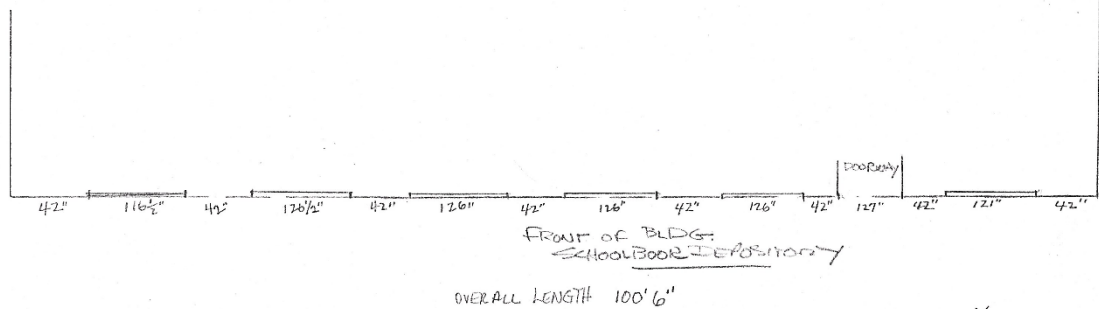 DOORWAY
42" 116½" 42" 126½" 42" 126" 42" 126" 42" 126" 42" 127" 42" 121" 42"
FRONT OF BLDG.
SCHOOLBOOK DEPOSITORY
OVERALL LENGTH 100'6"